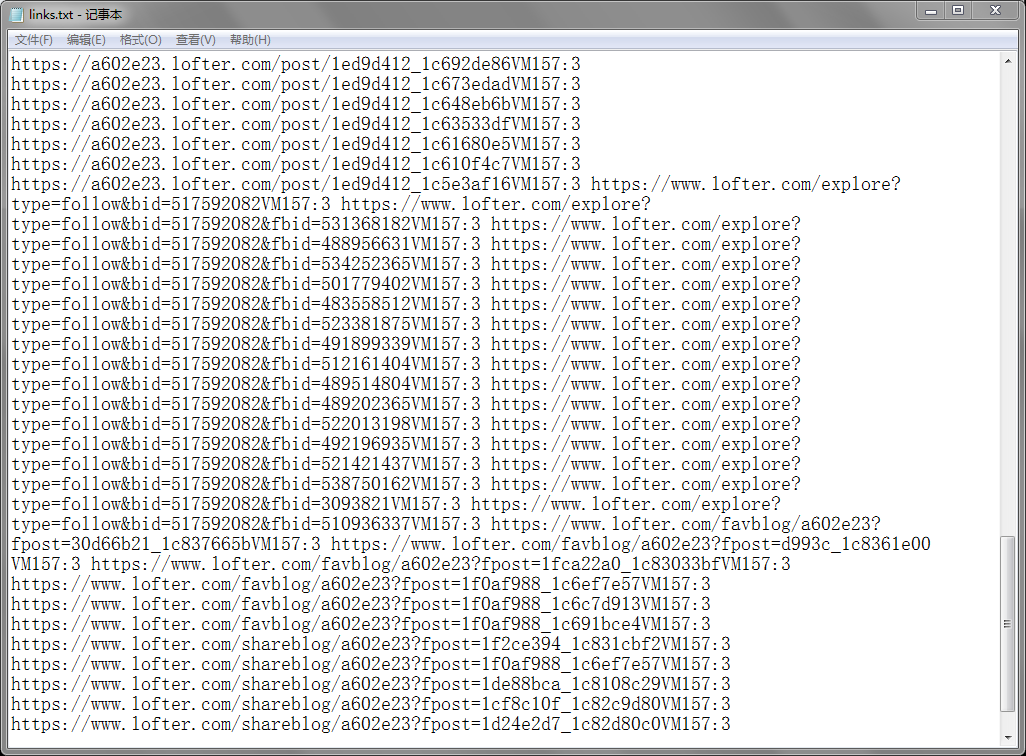 links.txt - 记事本
文件(F) 编辑(E) 格式(O) 查看(V) 帮助(H)
https://a602e23.lofter.com/post/1ed9d412_1c692de86VM157:3
https://a602e23.lofter.com/post/1ed9d412_1c673edadVM157:3
https://a602e23.lofter.com/post/1ed9d412_1c648eb6bVM157:3
https://a602e23.lofter.com/post/1ed9d412_1c63533dfVM157:3
https://a602e23.lofter.com/post/1ed9d412_1c61680e5VM157:3
https://a602e23.lofter.com/post/1ed9d412_1c610f4c7VM157:3
https://a602e23.lofter.com/post/1ed9d412_1c5e3af16VM157:3 https://www.lofter.com/explore?
type=follow&bid=517592082VM157:3 https://www.lofter.com/explore?
type=follow&bid=517592082&fbid=531368182VM157:3 https://www.lofter.com/explore?
type=follow&bid=517592082&fbid=488956631VM157:3 https://www.lofter.com/explore?
type=follow&bid=517592082&fbid=534252365VM157:3 https://www.lofter.com/explore?
type=follow&bid=517592082&fbid=501779402VM157:3 https://www.lofter.com/explore?
type=follow&bid=517592082&fbid=483558512VM157:3 https://www.lofter.com/explore?
type=follow&bid=517592082&fbid=523381875VM157:3 https://www.lofter.com/explore?
type=follow&bid=517592082&fbid=491899339VM157:3 https://www.lofter.com/explore?
type=follow&bid=517592082&fbid=512161404VM157:3 https://www.lofter.com/explore?
type=follow&bid=517592082&fbid=489514804VM157:3 https://www.lofter.com/explore?
type=follow&bid=517592082&fbid=489202365VM157:3 https://www.lofter.com/explore?
type=follow&bid=517592082&fbid=522013198VM157:3 https://www.lofter.com/explore?
type=follow&bid=517592082&fbid=492196935VM157:3 https://www.lofter.com/explore?
type=follow&bid=517592082&fbid=521421437VM157:3 https://www.lofter.com/explore?
type=follow&bid=517592082&fbid=538750162VM157:3 https://www.lofter.com/explore?
type=follow&bid=517592082&fbid=3093821VM157:3 https://www.lofter.com/explore?
type=follow&bid=517592082&fbid=510936337VM157:3 https://www.lofter.com/favblog/a602e23?
fpost=30d66b21_1c837665bVM157:3 https://www.lofter.com/favblog/a602e23?fpost=d993c_1c8361e00
VM157:3 https://www.lofter.com/favblog/a602e23?fpost=1fca22a0_1c83033bfVM157:3
https://www.lofter.com/favblog/a602e23?fpost=1f0af988_1c6ef7e57VM157:3
https://www.lofter.com/favblog/a602e23?fpost=1f0af988_1c6c7d913VM157:3
https://www.lofter.com/favblog/a602e23?fpost=1f0af988_1c691bce4VM157:3
https://www.lofter.com/shareblog/a602e23?fpost=1f2ce394_1c831cbf2VM157:3
https://www.lofter.com/shareblog/a602e23?fpost=1f0af988_1c6ef7e57VM157:3
https://www.lofter.com/shareblog/a602e23?fpost=1de88bca_1c8108c29VM157:3
https://www.lofter.com/shareblog/a602e23?fpost=1cf8c10f_1c82c9d80VM157:3
https://www.lofter.com/shareblog/a602e23?fpost=1d24e2d7_1c82d80c0VM157:3